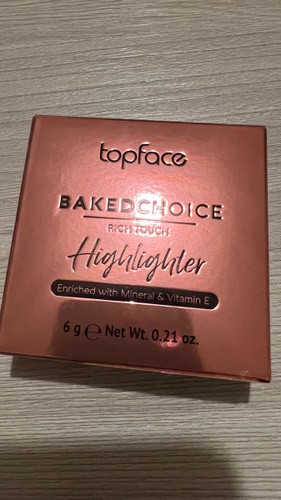 topface
BAKEDCHOICE
RICH TOUCH
Highlighter
Enriched with Mineral & Vitamin E
6 g ℮ Net Wt. 0.21 oz.